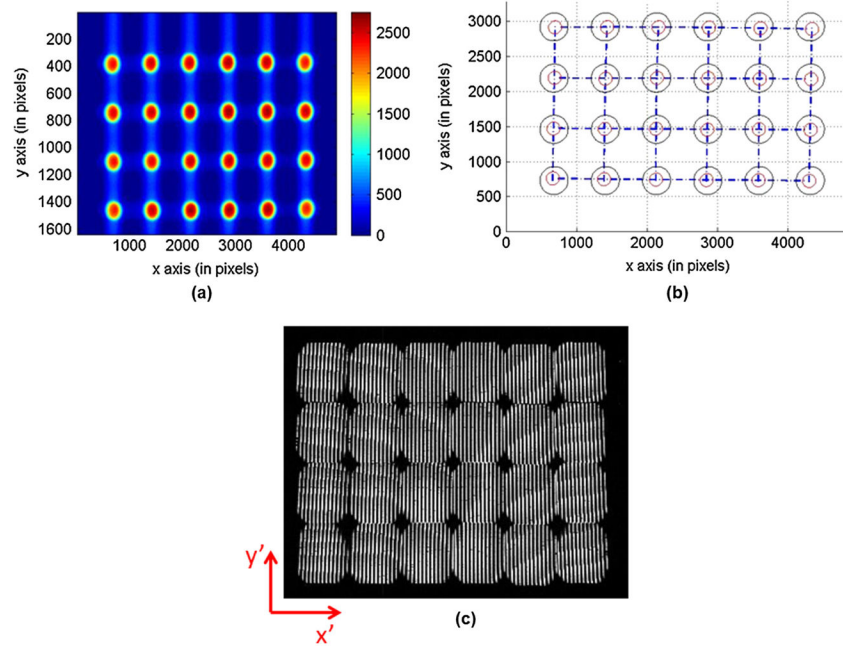 200
400
600
800
1000
1200
1400
1600
y axis (in pixels)
1000 2000 3000 4000
x axis (in pixels)
2500
2000
1500
1000
500
0
(a)
3000
2500
2000
1500
1000
500
0
y axis (in pixels)
0 1000 2000 3000 4000
x axis (in pixels)
(b)
y'
x'
(c)